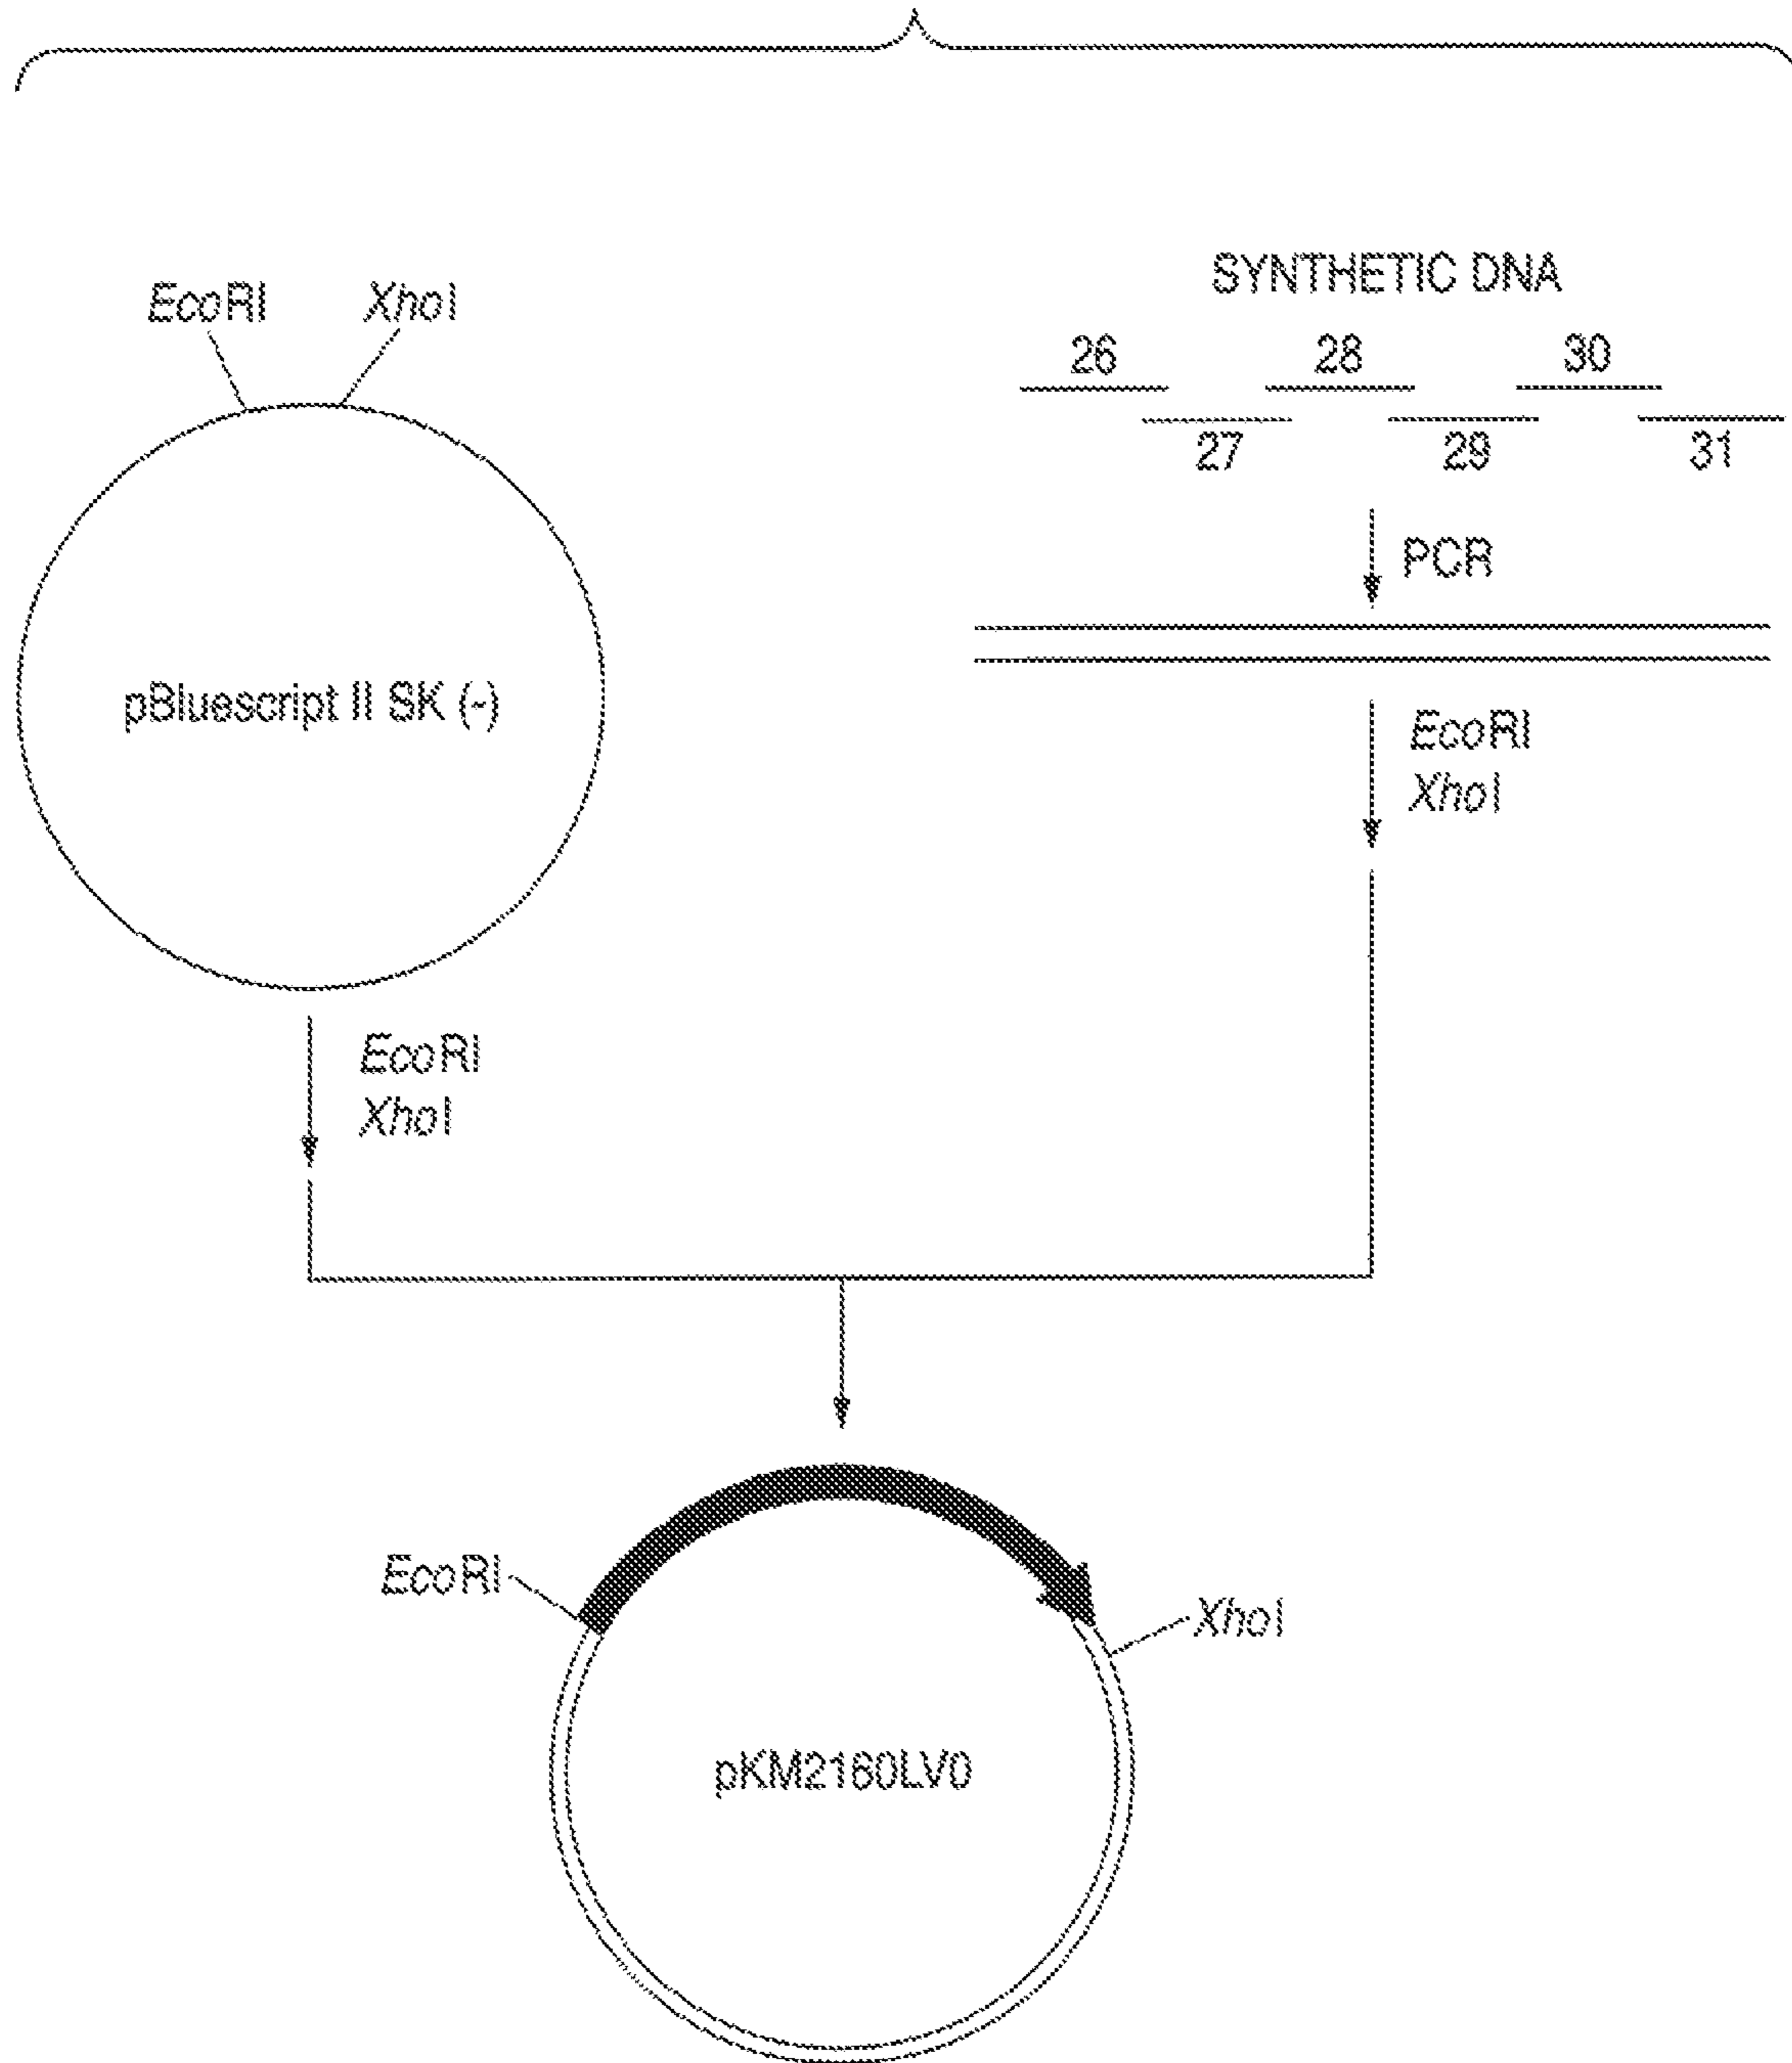 EcoRI XhoI
pBluescript II SK (-)
EcoRI
XhoI
SYNTHETIC DNA
26 28 30
27 29 31
PCR
EcoRI
XhoI
EcoRI
XhoI
pKM2160LV0